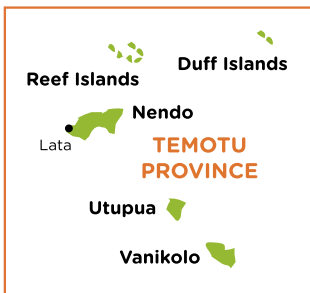 Duff Islands
Reef Islands
Nendo
Lata
TEMOTU
PROVINCE
Utupua
Vanikolo